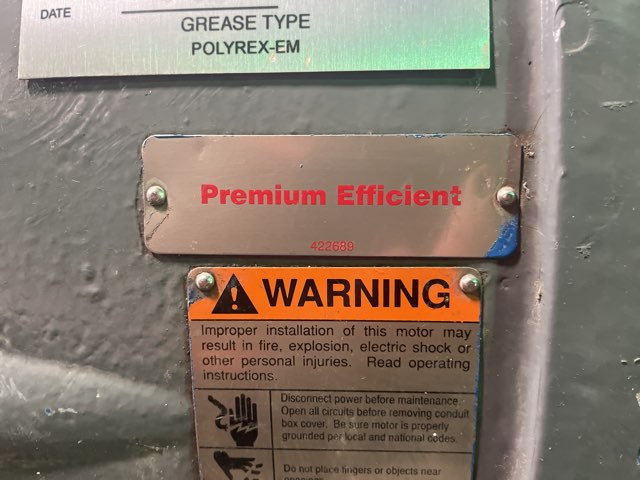 DATE
GREASE TYPE
POLYREX-EM
Premium Efficient
422689
WARNING
Improper installation of this motor may
result in fire, explosion, electric shock or
other personal injuries. Read operating
instructions.
Disconnect power before maintenance.
Open all circuits before removing conduit
box cover. Be sure motor is properly
grounded per local and national codes.
Do not place fingers or objects near